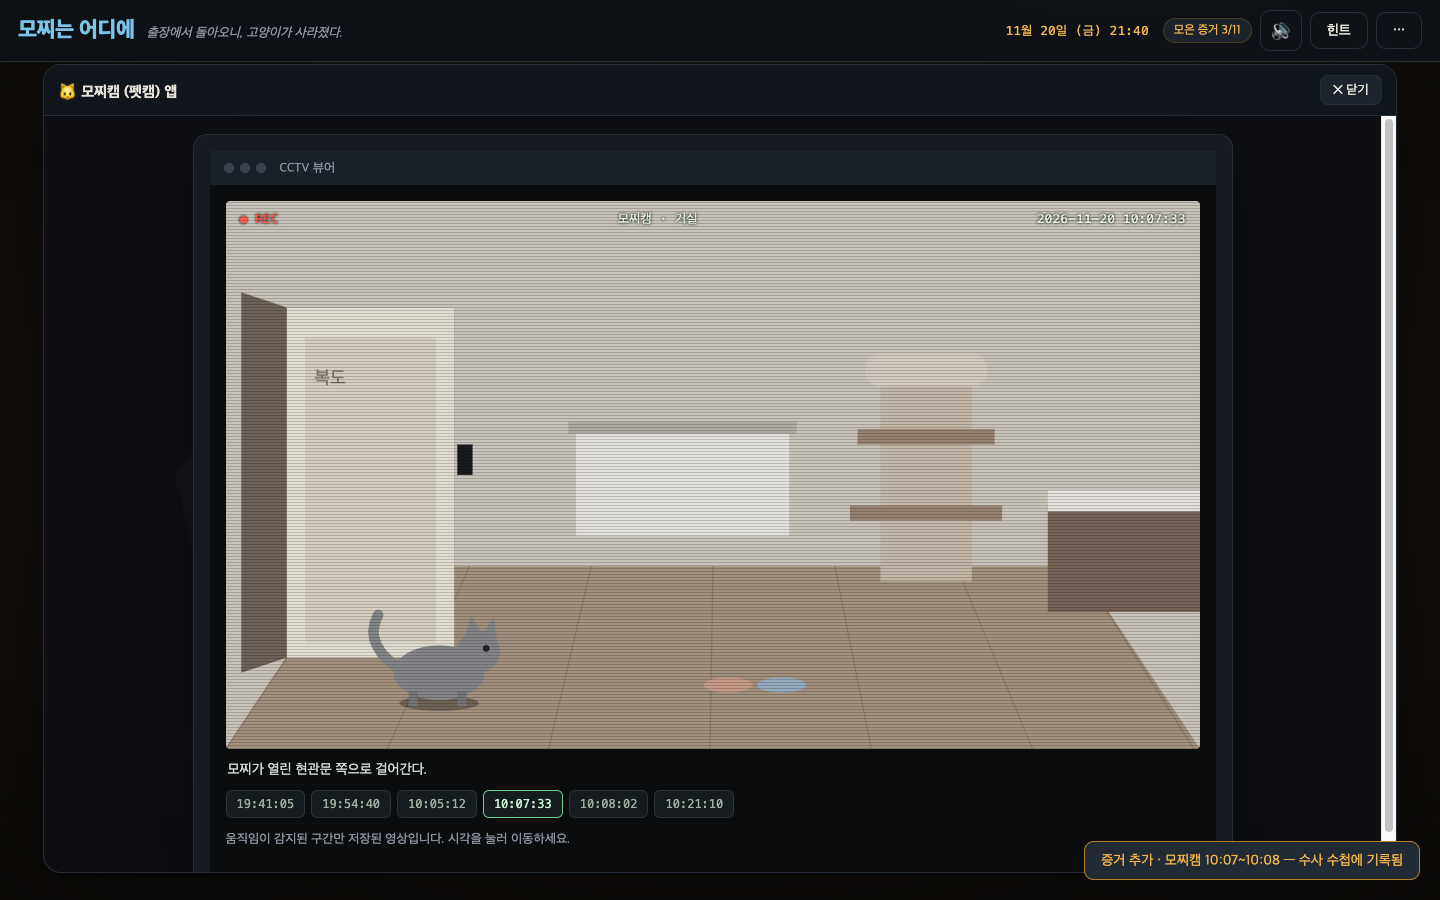 모찌는 어디에 출장에서 돌아오니, 고양이가 사라졌다. 11월 20일 (금) 21:40 모은 증거 3/11 힌트 ···
모찌캠 (펫캠) 앱 ✕ 닫기
CCTV 뷰어
REC 모찌캠 · 거실 2026-11-20 10:07:33
복도
모찌가 열린 현관문 쪽으로 걸어간다.
19:41:05 19:54:40 10:05:12 10:07:33 10:08:02 10:21:10
움직임이 감지된 구간만 저장된 영상입니다. 시각을 눌러 이동하세요.
증거 추가 · 모찌캠 10:07~10:08 — 수사 수첩에 기록됨